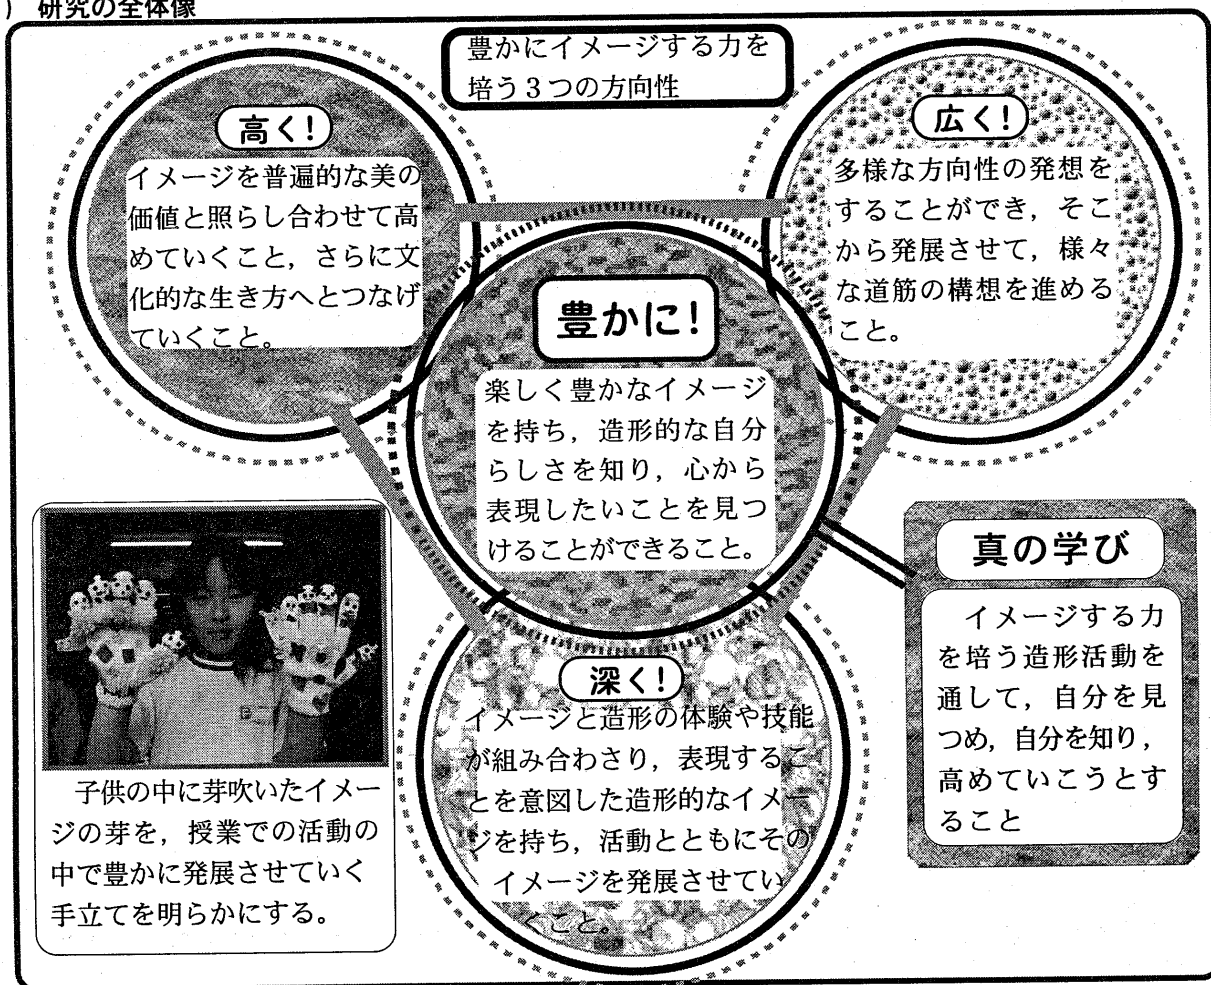 ） 研究の全体像
豊かにイメージする力を
培う３つの方向性
高く！
イメージを普遍的な美の
価値と照らし合わせて高
めていくこと，さらに文
化的な生き方へとつなげ
ていくこと。
広く！
多様な方向性の発想を
することができ，そこ
から発展させて，様々
な道筋の構想を進める
こと。
豊かに！
楽しく豊かなイメージ
を持ち，造形的な自分
らしさを知り，心から
表現したいことを見つ
けることができること。
深く！
イメージと造形の体験や技能
が組み合わさり，表現するこ
とを意図した造形的なイメー
ジを持ち，活動とともにその
イメージを発展させてい
くこと。
真の学び
イメージする力
を培う造形活動を
通して，自分を見
つめ，自分を知り，
高めていこうとす
ること
子供の中に芽吹いたイメー
ジの芽を，授業での活動の
中で豊かに発展させていく
手立てを明らかにする。